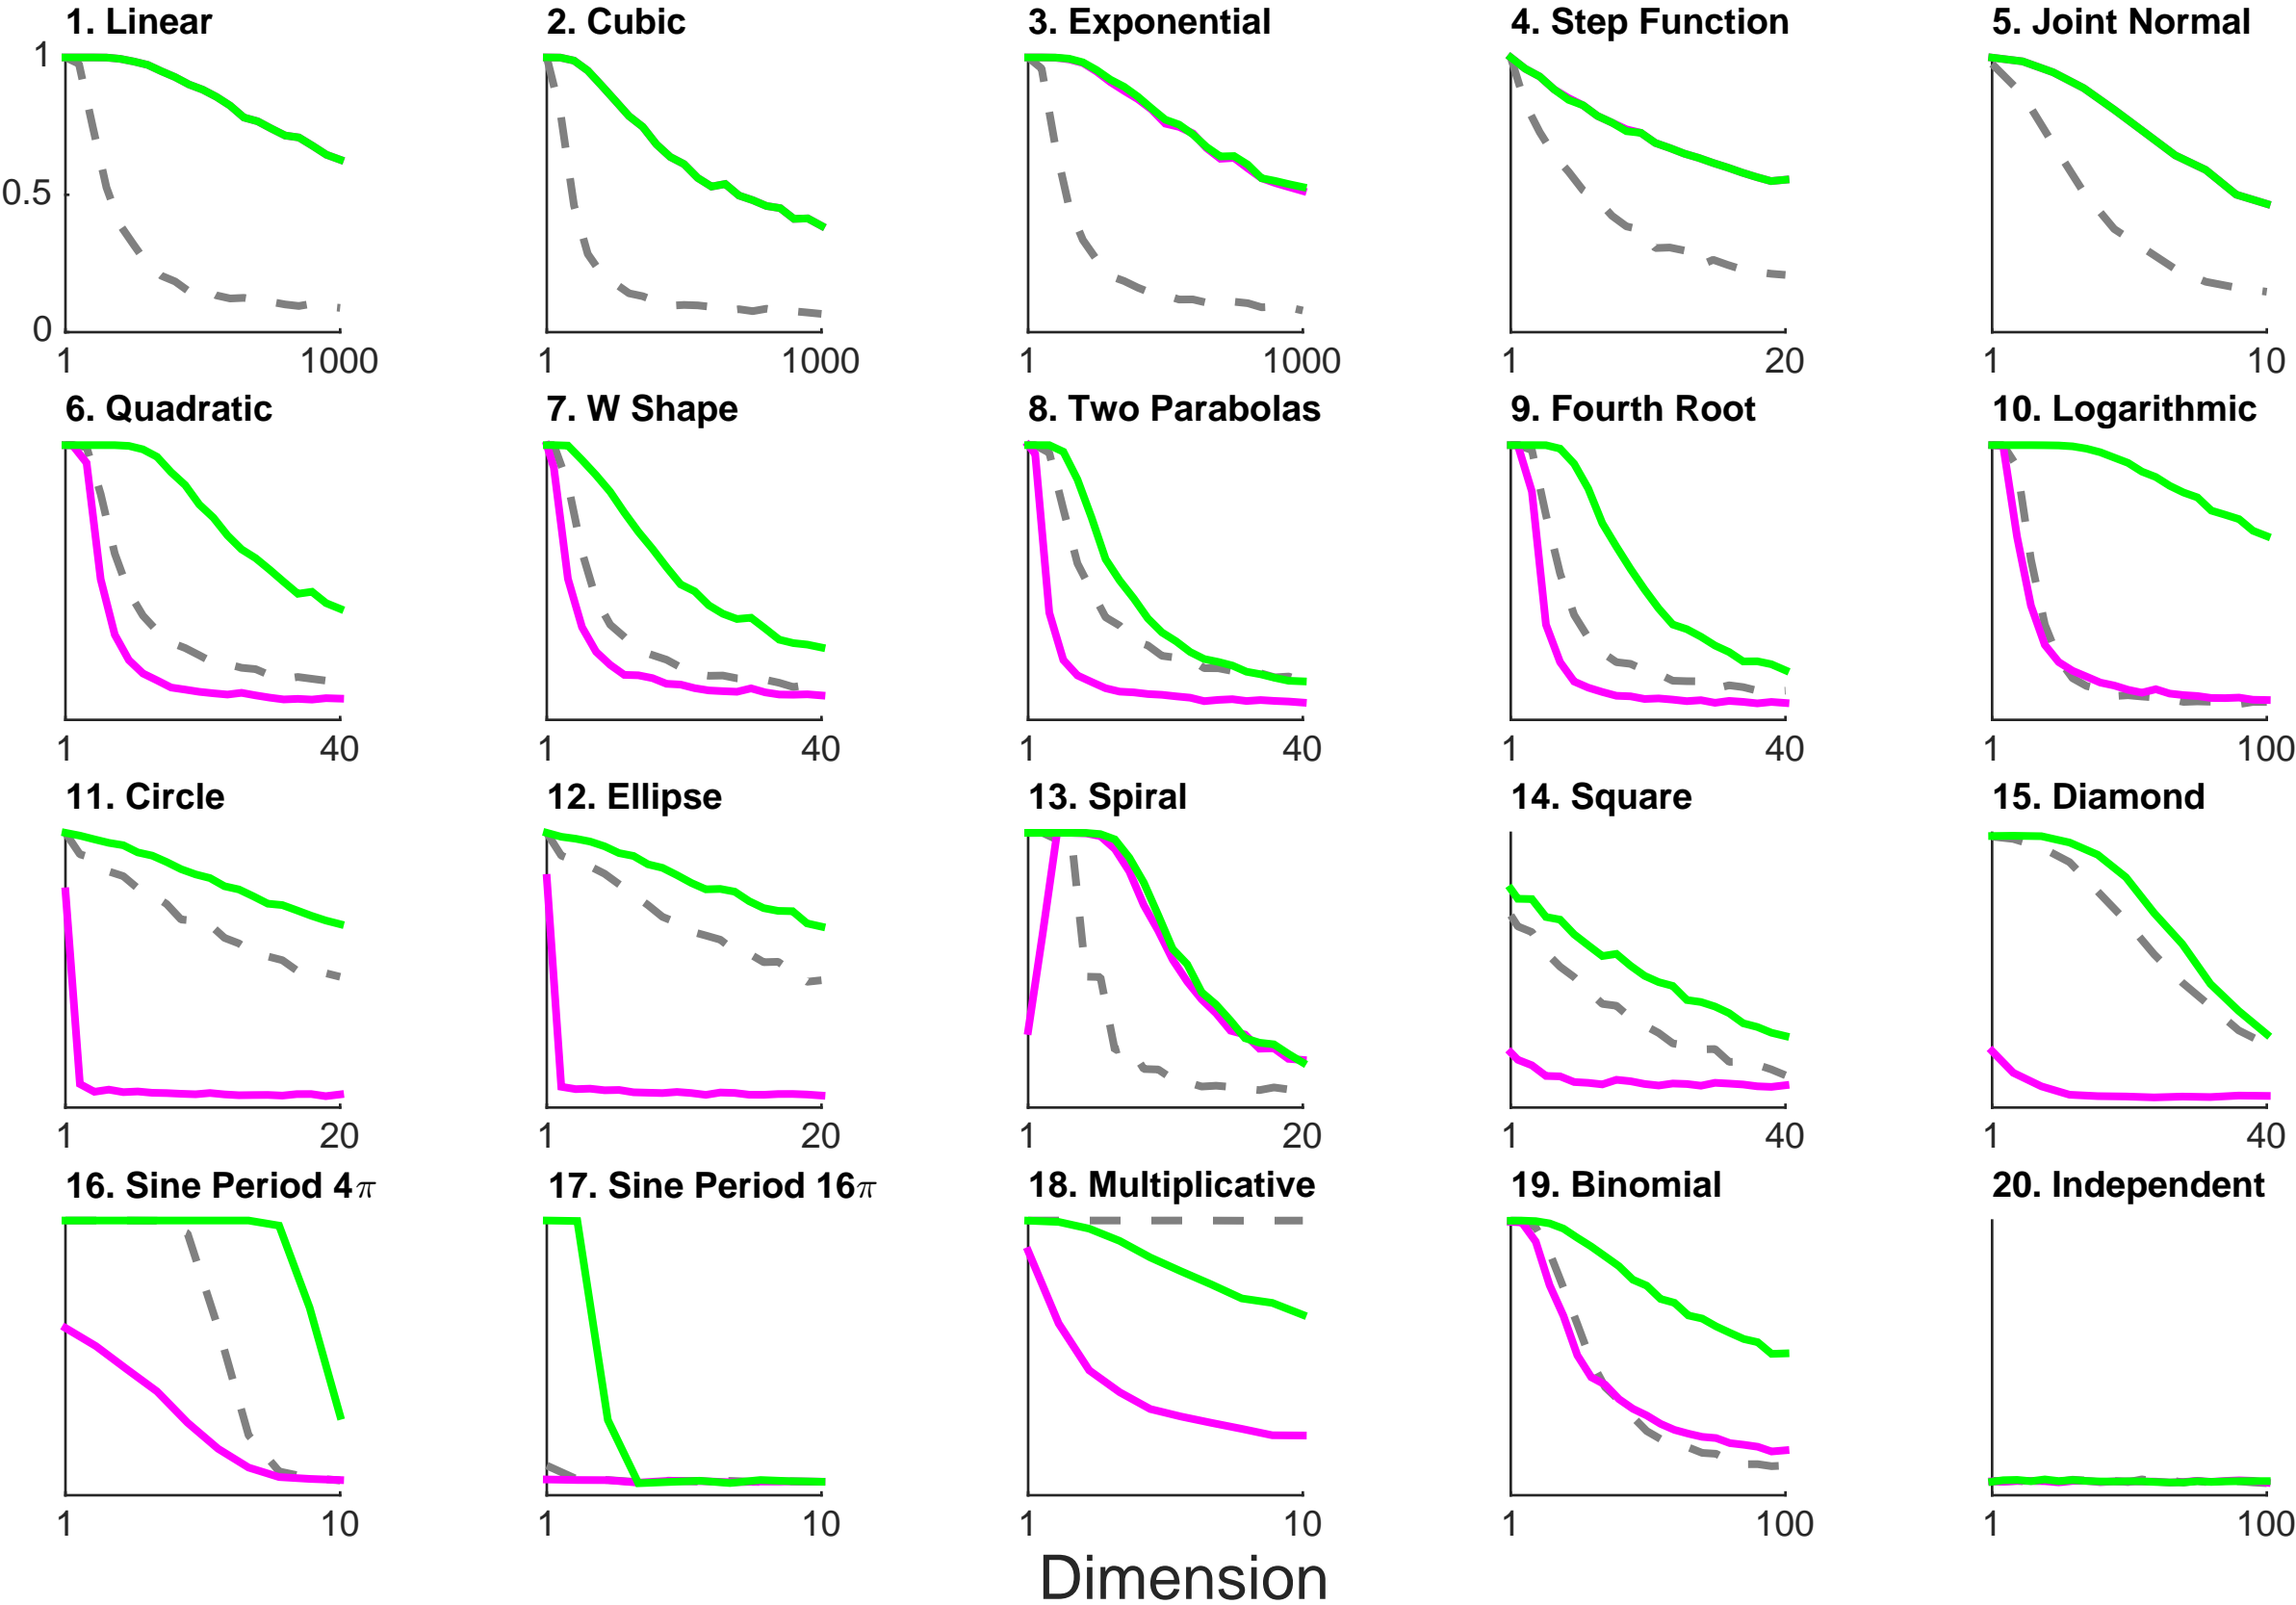 1. Linear 2. Cubic 3. Exponential 4. Step Function 5. Joint Normal
1
0.5
0
1 1000 1 1000 1 1000 1 20 1 10
6. Quadratic 7. W Shape 8. Two Parabolas 9. Fourth Root 10. Logarithmic
1 40 1 40 1 40 1 40 1 100
11. Circle 12. Ellipse 13. Spiral 14. Square 15. Diamond
1 20 1 20 1 20 1 40 1 40
16. Sine Period 4π 17. Sine Period 16π 18. Multiplicative 19. Binomial 20. Independent
1 10 1 10 1 10 1 100 1 100
Dimension